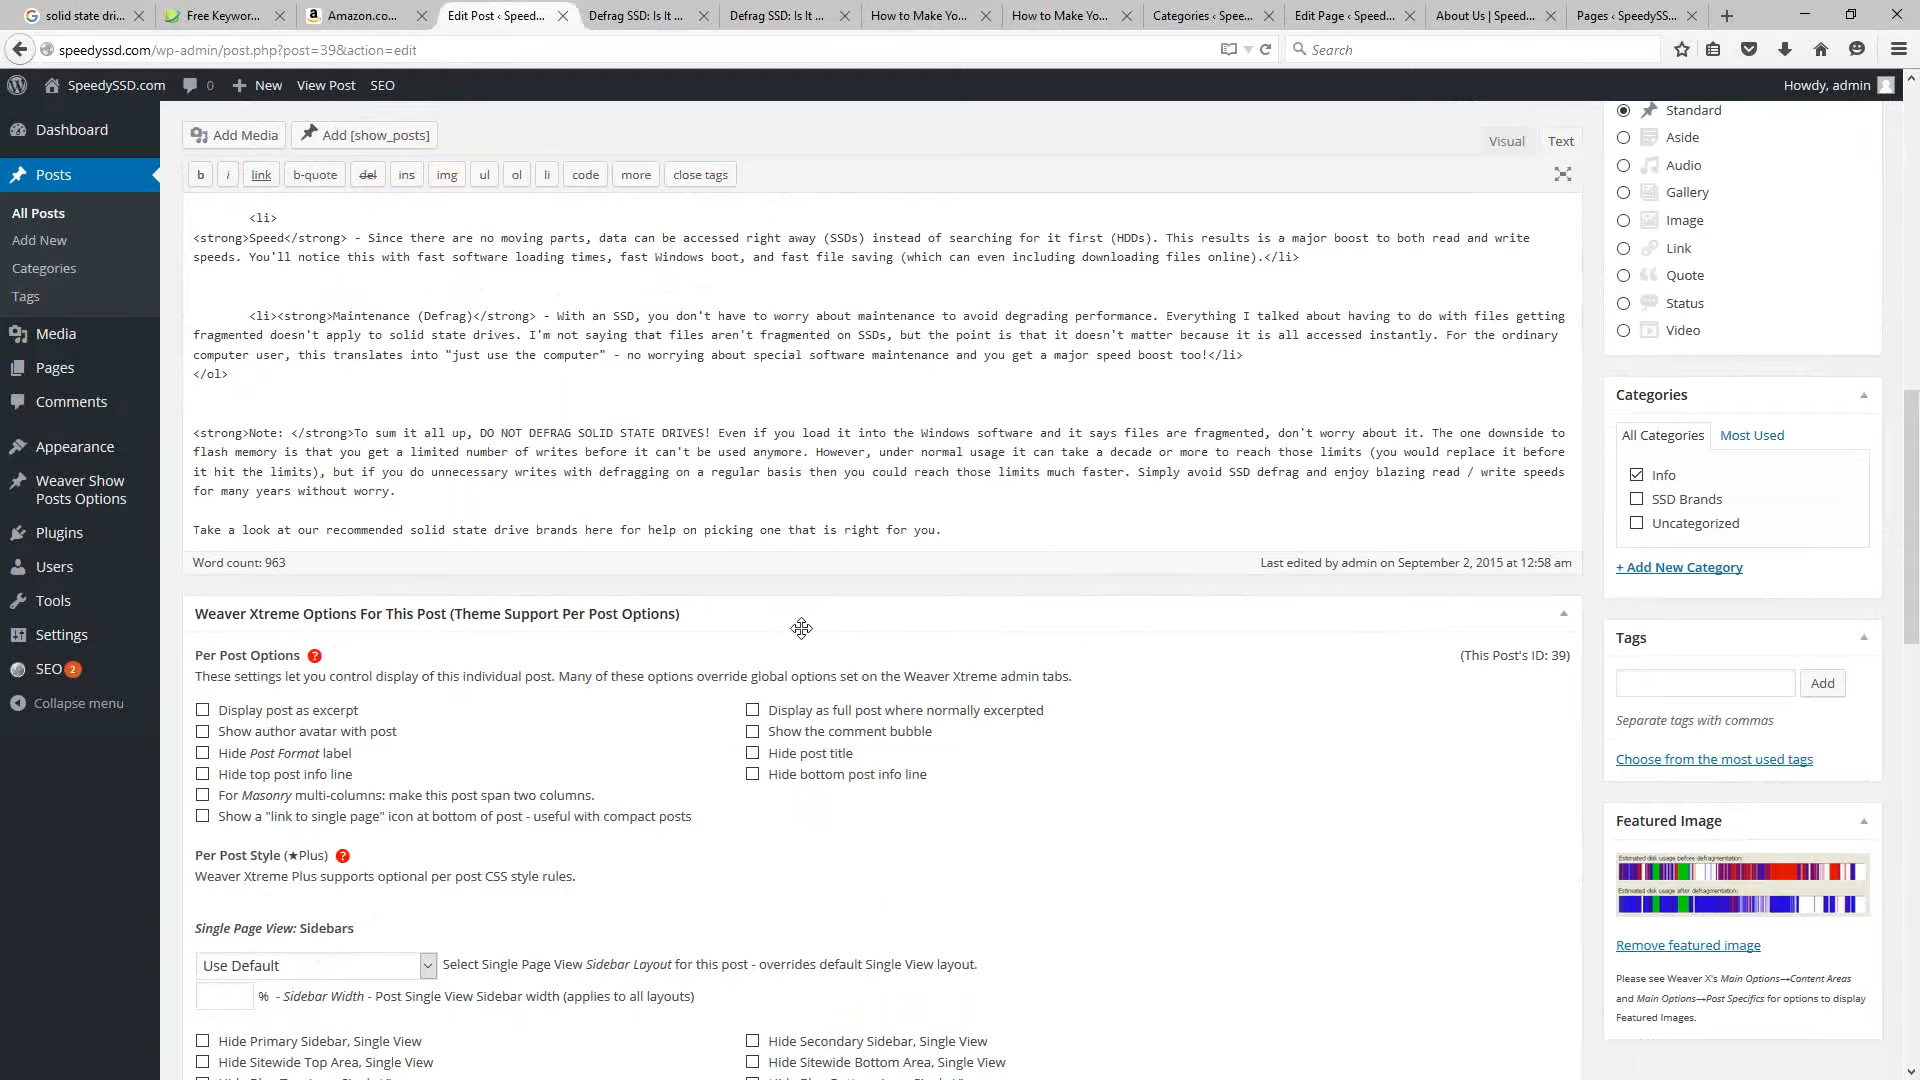 solid state dri...
Free Keywor...
Amazon.co...
Edit Post ‹ Speed...
Defrag SSD: Is It ...
Defrag SSD: Is It ...
How to Make Yo...
How to Make Yo...
Categories ‹ Spee...
Edit Page ‹ Speed...
About Us | Speed...
Pages ‹ SpeedySS...
speedyssd.com/wp-admin/post.php?post=39&action=edit
Search
SpeedySSD.com
0
New
View Post
SEO
Howdy, admin
Dashboard
Posts
All Posts
Add New
Categories
Tags
Media
Pages
Comments
Appearance
Weaver Show
Posts Options
Plugins
Users
Tools
Settings
SEO 2
Collapse menu
Add Media
Add [show_posts]
Visual
Text
b
i
link
b-quote
del
ins
img
ul
ol
li
code
more
close tags
<li>
<strong>Speed</strong> - Since there are no moving parts, data can be accessed right away (SSDs) instead of searching for it first (HDDs). This results is a major boost to both read and write
speeds. You'll notice this with fast software loading times, fast Windows boot, and fast file saving (which can even including downloading files online).</li>
<li><strong>Maintenance (Defrag)</strong> - With an SSD, you don't have to worry about maintenance to avoid degrading performance. Everything I talked about having to do with files getting
fragmented doesn't apply to solid state drives. I'm not saying that files aren't fragmented on SSDs, but the point is that it doesn't matter because it is all accessed instantly. For the ordinary
computer user, this translates into "just use the computer" - no worrying about special software maintenance and you get a major speed boost too!</li>
</ol>
<strong>Note: </strong>To sum it all up, DO NOT DEFRAG SOLID STATE DRIVES! Even if you load it into the Windows software and it says files are fragmented, don't worry about it. The one downside to
flash memory is that you get a limited number of writes before it can't be used anymore. However, under normal usage it can take a decade or more to reach those limits (you would replace it before
it hit the limits), but if you do unnecessary writes with defragging on a regular basis then you could reach those limits much faster. Simply avoid SSD defrag and enjoy blazing read / write speeds
for many years without worry.
Take a look at our recommended solid state drive brands here for help on picking one that is right for you.
Word count: 963
Last edited by admin on September 2, 2015 at 12:58 am
Weaver Xtreme Options For This Post (Theme Support Per Post Options)
Per Post Options ?
(This Post's ID: 39)
These settings let you control display of this individual post. Many of these options override global options set on the Weaver Xtreme admin tabs.
Display post as excerpt
Display as full post where normally excerpted
Show author avatar with post
Show the comment bubble
Hide Post Format label
Hide post title
Hide top post info line
Hide bottom post info line
For Masonry multi-columns: make this post span two columns.
Show a "link to single page" icon at bottom of post - useful with compact posts
Per Post Style (★Plus) ?
Weaver Xtreme Plus supports optional per post CSS style rules.
Single Page View: Sidebars
Use Default
Select Single Page View Sidebar Layout for this post - overrides default Single View layout.
% - Sidebar Width - Post Single View Sidebar width (applies to all layouts)
Hide Primary Sidebar, Single View
Hide Secondary Sidebar, Single View
Hide Sitewide Top Area, Single View
Hide Sitewide Bottom Area, Single View
Standard
Aside
Audio
Gallery
Image
Link
Quote
Status
Video
Categories
All Categories
Most Used
Info
SSD Brands
Uncategorized
+ Add New Category
Tags
Add
Separate tags with commas
Choose from the most used tags
Featured Image
Estimated disk usage before defragmentation:
Estimated disk usage after defragmentation:
Remove featured image
Please see Weaver X's Main Options→Content Areas
and Main Options→Post Specifics for options to display
Featured Images.